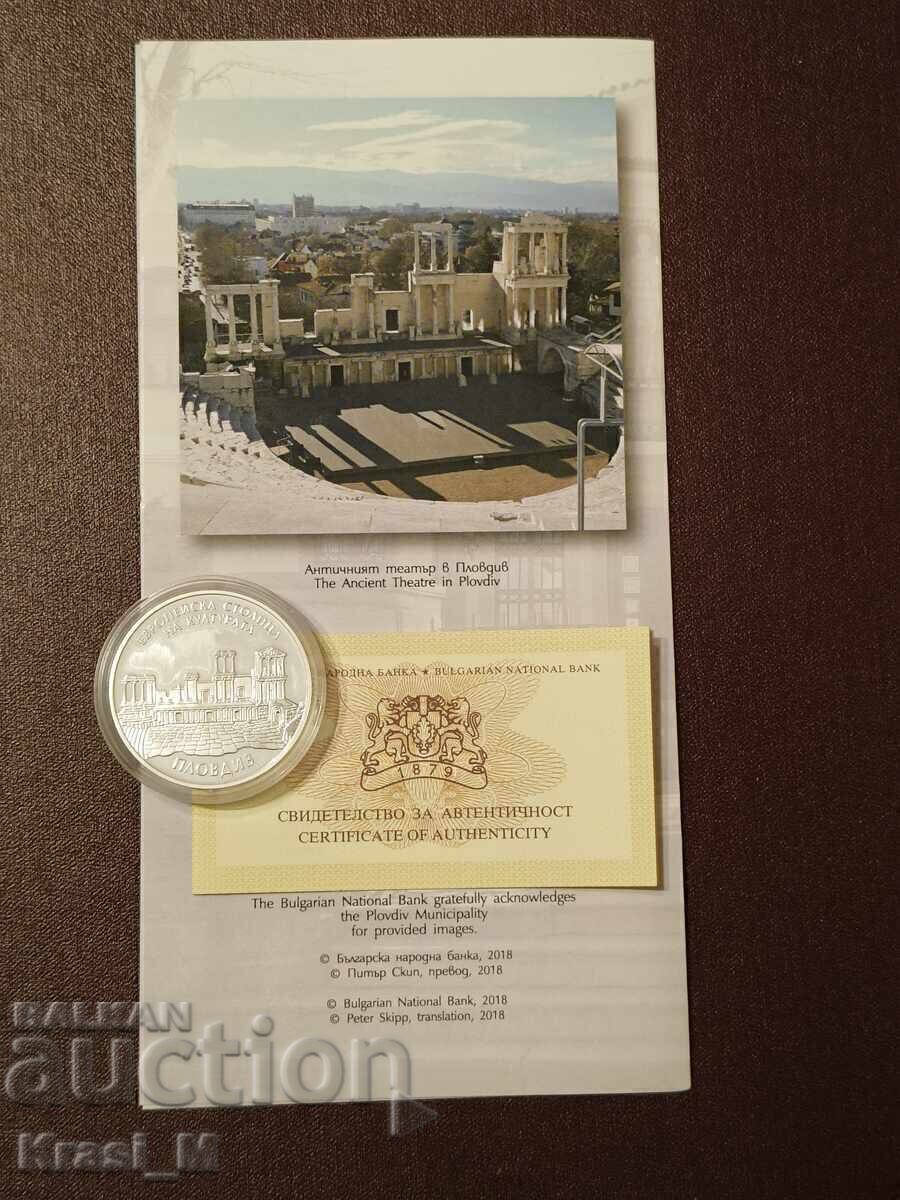 Античният театър в Пловдив
The Ancient Theatre in Plovdiv
ЕВРОПЕЙСКА СТОЛИЦА
НА КУЛТУРАТА
ПЛОВДИВ
РОДНА БАНКА ★ BULGARIAN NATIONAL BANK
1879
СВИДЕТЕЛСТВО ЗА АВТЕНТИЧНОСТ
CERTIFICATE OF AUTHENTICITY
The Bulgarian National Bank gratefully acknowledges
the Plovdiv Municipality
for provided images.
© Българска народна банка, 2018
© Питър Скип, превод, 2018
© Bulgarian National Bank, 2018
© Peter Skipp, translation, 2018
BALKAN
auction
Krasi_M